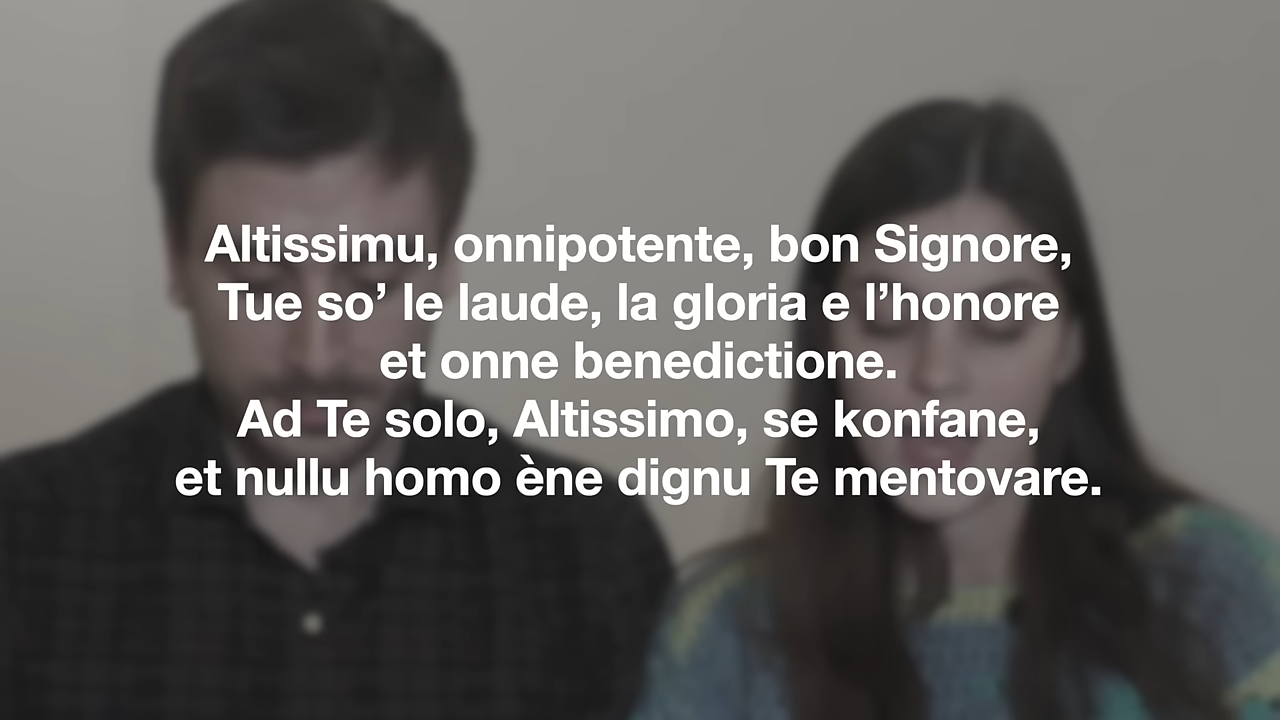 Altissimu, onnipotente, bon Signore,
Tue so’ le laude, la gloria e l’honore
et onne benedictione.
Ad Te solo, Altissimo, se konfane,
et nullu homo ène dignu Te mentovare.